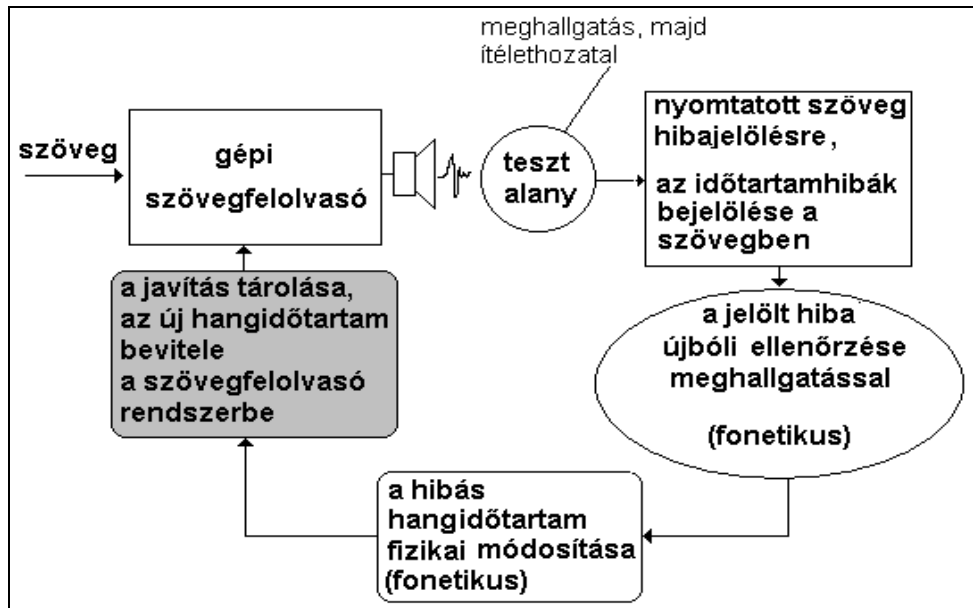 meghallgatás, majd
ítélethozatal
szöveg
gépi
szövegfelolvasó
teszt
alany
nyomtatott szöveg
hibajelölésre,
az időtartamhibák
bejelölése a
szövegben
a jelölt hiba
újbóli ellenőrzése
meghallgatással
(fonetikus)
a hibás
hangidőtartam
fizikai módosítása
(fonetikus)
a javítás tárolása,
az új hangidőtartam
bevitele
a szövegfelolvasó
rendszerbe